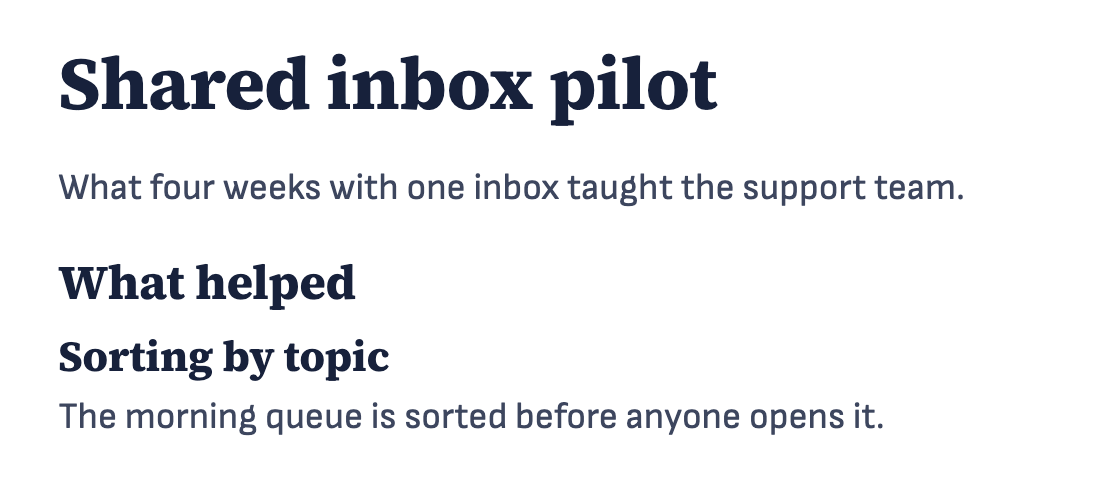 Shared inbox pilot
What four weeks with one inbox taught the support team.
What helped
Sorting by topic
The morning queue is sorted before anyone opens it.